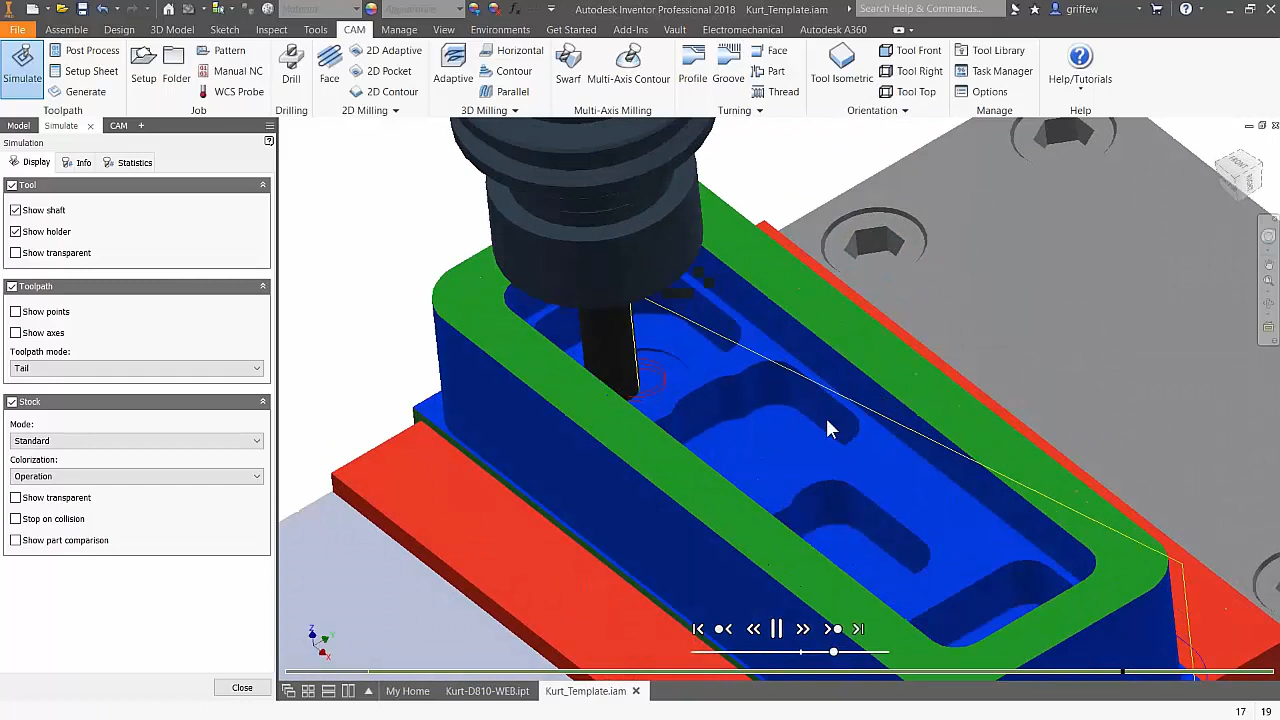 Material
Appearance
Autodesk Inventor Professional 2018 Kurt_Template.iam
Search Help & Commands...
griffew
File Assemble Design 3D Model Sketch Inspect Tools CAM Manage View Environments Get Started Add-Ins Vault Electromechanical Autodesk A360
Simulate
Post Process
Setup Sheet
Generate
Toolpath
Setup
Folder
Pattern
Manual NC
WCS Probe
Job
Drill
Drilling
Face
2D Adaptive
2D Pocket
2D Contour
2D Milling
Adaptive
Horizontal
Contour
Parallel
3D Milling
Swarf
Multi-Axis Contour
Multi-Axis Milling
Profile
Groove
Face
Part
Thread
Turning
Tool Isometric
Tool Front
Tool Right
Tool Top
Orientation
Tool Library
Task Manager
Options
Manage
Help/Tutorials
Help
Model Simulate CAM
Simulation
Display Info Statistics
Tool
Show shaft
Show holder
Show transparent
Toolpath
Show points
Show axes
Toolpath mode:
Tail
Stock
Mode:
Standard
Colorization:
Operation
Show transparent
Stop on collision
Show part comparison
FRONT
Z
X
Close
My Home Kurt-D810-WEB.ipt Kurt_Template.iam
17 19